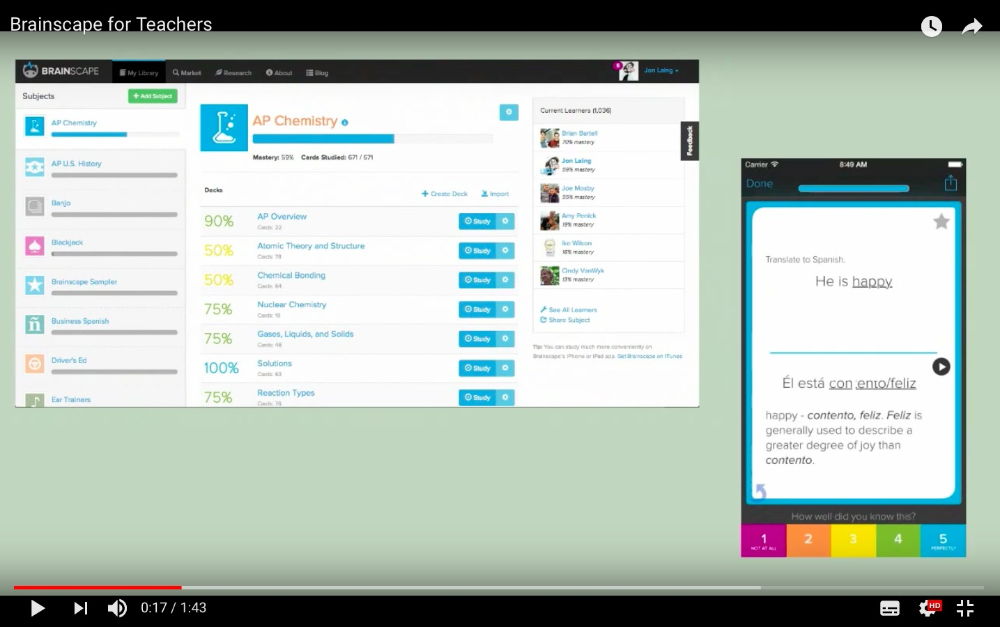 Brainscape for Teachers
BRAINSCAPE
My Library
Market
Research
About
Blog
5
Jon Laing
Subjects
+ Add Subject
AP Chemistry
AP U.S. History
Banjo
Blackjack
Brainscape Sampler
Business Spanish
ñ
Driver's Ed
Ear Trainers
AP Chemistry
Mastery: 59% Cards Studied: 671 / 671
Decks
+ Create Deck
Import
90% AP Overview
Cards: 22
Study
50% Atomic Theory and Structure
Cards: 78
Study
50% Chemical Bonding
Cards: 64
Study
75% Nuclear Chemistry
Cards: 19
Study
75% Gases, Liquids, and Solids
Cards: 48
Study
100% Solutions
Cards: 63
Study
75% Reaction Types
Cards: 76
Study
Current Learners (1,036)
Brian Bartell
70% mastery
Jon Laing
59% mastery
Joe Mosby
55% mastery
Amy Penick
19% mastery
Ike Wilson
16% mastery
Cindy VanWyk
13% mastery
See All Learners
Share Subject
Tip: You can study much more conveniently on
Brainscape's iPhone or iPad app. Get Brainscape on iTunes
Feedback
Carrier 8:49 AM
Done
Translate to Spanish.
He is happy
Él está contento/feliz
happy - contento, feliz. Feliz is
generally used to describe a
greater degree of joy than
contento.
How well did you know this?
1 2 3 4 5
NOT AT ALL PERFECTLY
0:17 / 1:43
HD